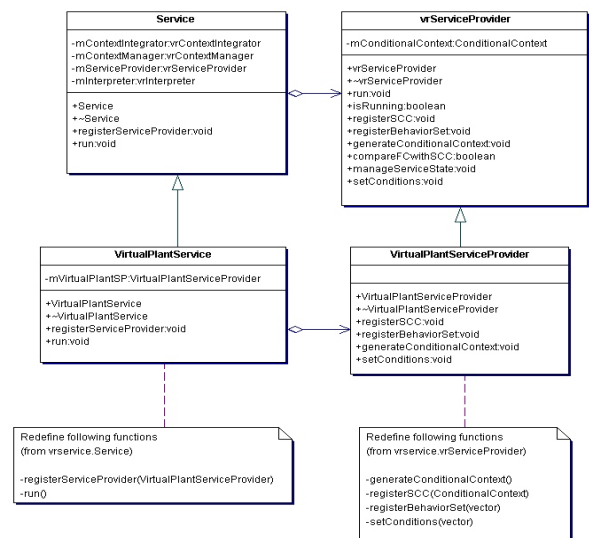 Service
-mContextIntegrator:vrContextIntegrator
-mContextManager:vrContextManager
-mServiceProvider:vrServiceProvider
-mInterpreter:vrInterpreter
+Service
+~Service
+registerServiceProvider:void
+run:void
vrServiceProvider
-mConditionalContext:ConditionalContext
+vrServiceProvider
+~vrServiceProvider
+run:void
+isRunning:boolean
+registerSCC:void
+registerBehaviorSet:void
+generateConditionalContext:void
+compareFCwithSCC:boolean
+manageServiceState:void
+setConditions:void
VirtualPlantService
-mVirtualPlantSP:VirtualPlantServiceProvider
+VirtualPlantService
+~VirtualPlantService
+registerServiceProvider:void
+run:void
VirtualPlantServiceProvider
+VirtualPlantServiceProvider
+~VirtualPlantServiceProvider
+registerSCC:void
+registerBehaviorSet:void
+generateConditionalContext:void
+setConditions:void
Redefine following functions
(from vrservice.Service)
-registerServiceProvider(VirtualPlantServiceProvider)
-run()
Redefine following functions
(from vrservice.vrServiceProvider)
-generateConditionalContext()
-registerSCC(ConditionalContext)
-registerBehaviorSet(vector)
-setConditions(vector)